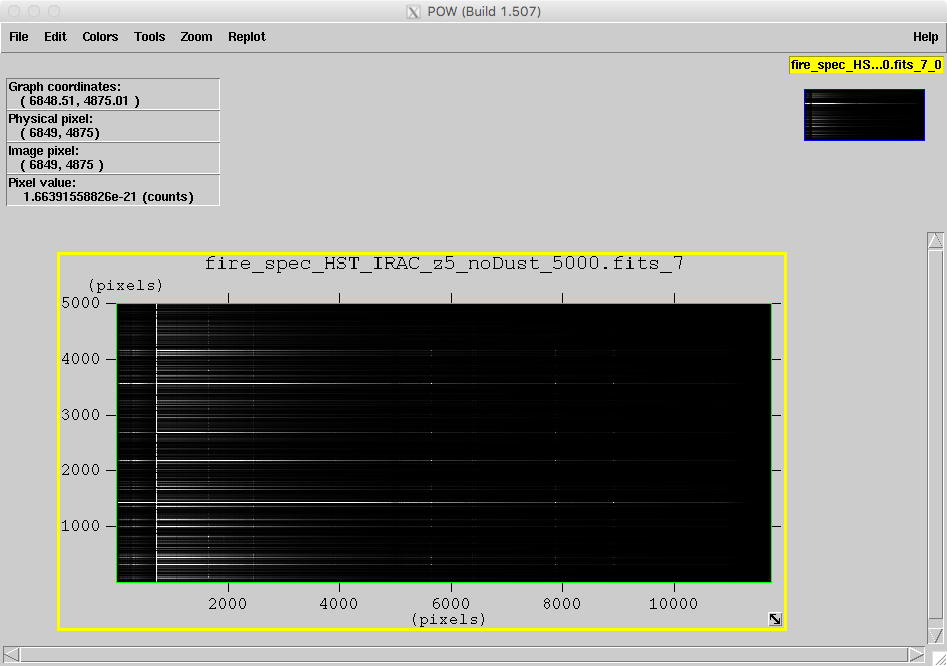 POW (Build 1.507)
File Edit Colors Tools Zoom Replot Help
fire_spec_HS...0.fits_7_0
Graph coordinates:
( 6848.51, 4875.01 )
Physical pixel:
( 6849, 4875)
Image pixel:
( 6849, 4875 )
Pixel value:
1.66391558826e-21 (counts)
fire_spec_HST_IRAC_z5_noDust_5000.fits_7
(pixels)
5000
4000
3000
2000
1000
2000 4000 6000 8000 10000
(pixels)